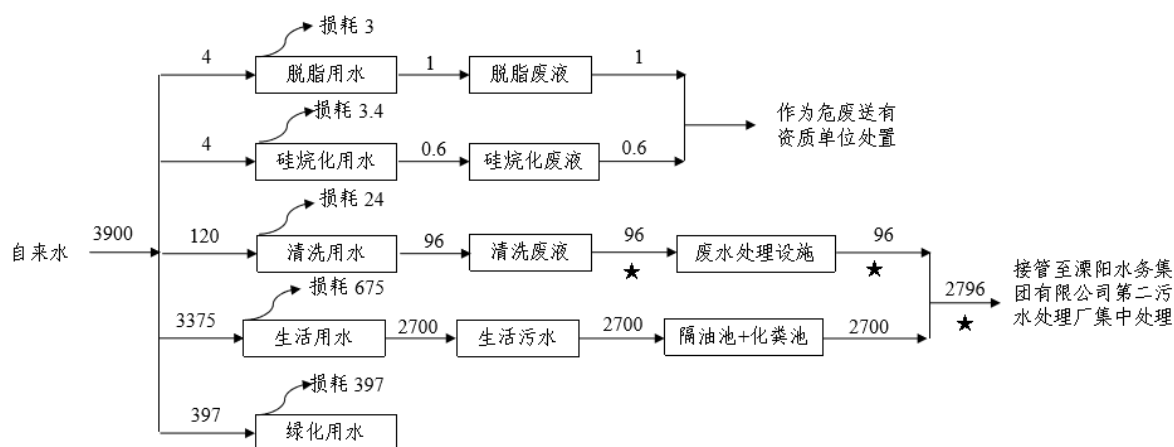 损耗 3
4
脱脂用水
1
脱脂废液
1
损耗 3.4
作为危废送有
资质单位处置
4
硅烷化用水
0.6
硅烷化废液
0.6
损耗 24
自来水
3900
120
清洗用水
96
清洗废液
96
★
废水处理设施
96
★
损耗 675
2796
★
接管至溧阳水务集
团有限公司第二污
水处理厂集中处理
3375
生活用水
2700
生活污水
2700
隔油池+化粪池
2700
损耗 397
397
绿化用水